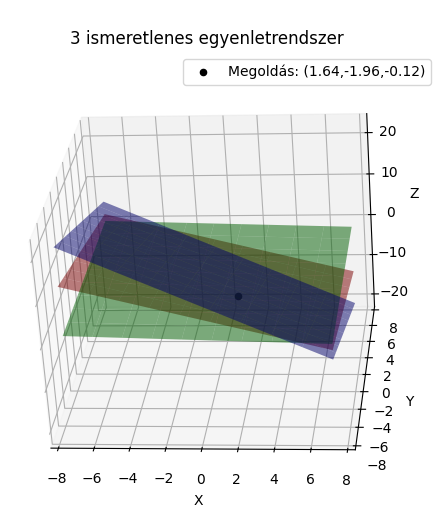 3 ismeretlenes egyenletrendszer
Megoldás: (1.64,-1.96,-0.12)
20
10
Z
0
−10
−20
8
6
4
2
0
−2
−4
−6
−8
Y
−8 −6 −4 −2 0 2 4 6 8
X